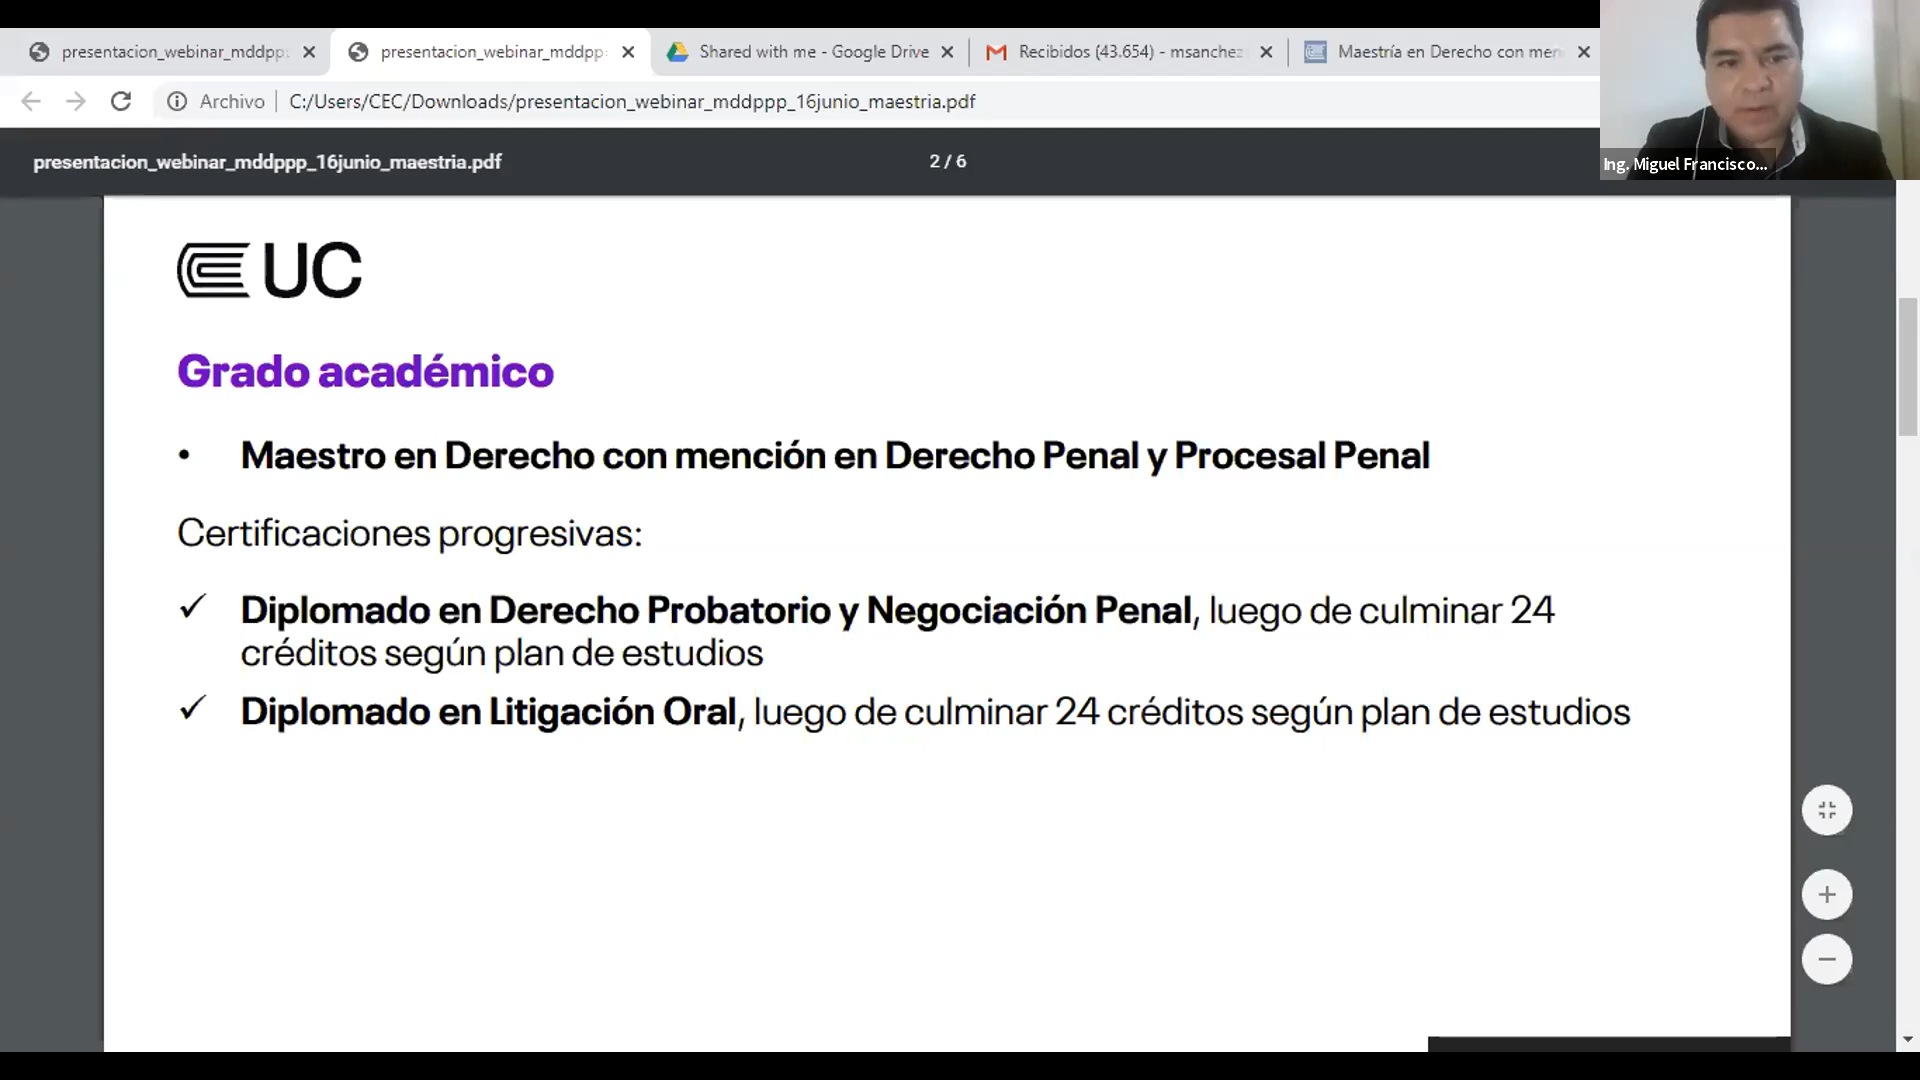 presentacion_webinar_mddpp
presentacion_webinar_mddpp
Shared with me - Google Drive
Recibidos (43.654) - msanchez
Maestría en Derecho con men
Archivo
C:/Users/CEC/Downloads/presentacion_webinar_mddppp_16junio_maestria.pdf
presentacion_webinar_mddppp_16junio_maestria.pdf
2 / 6
Ing. Miguel Francisco...
UC
Grado académico
• Maestro en Derecho con mención en Derecho Penal y Procesal Penal
Certificaciones progresivas:
✓ Diplomado en Derecho Probatorio y Negociación Penal, luego de culminar 24
créditos según plan de estudios
✓ Diplomado en Litigación Oral, luego de culminar 24 créditos según plan de estudios